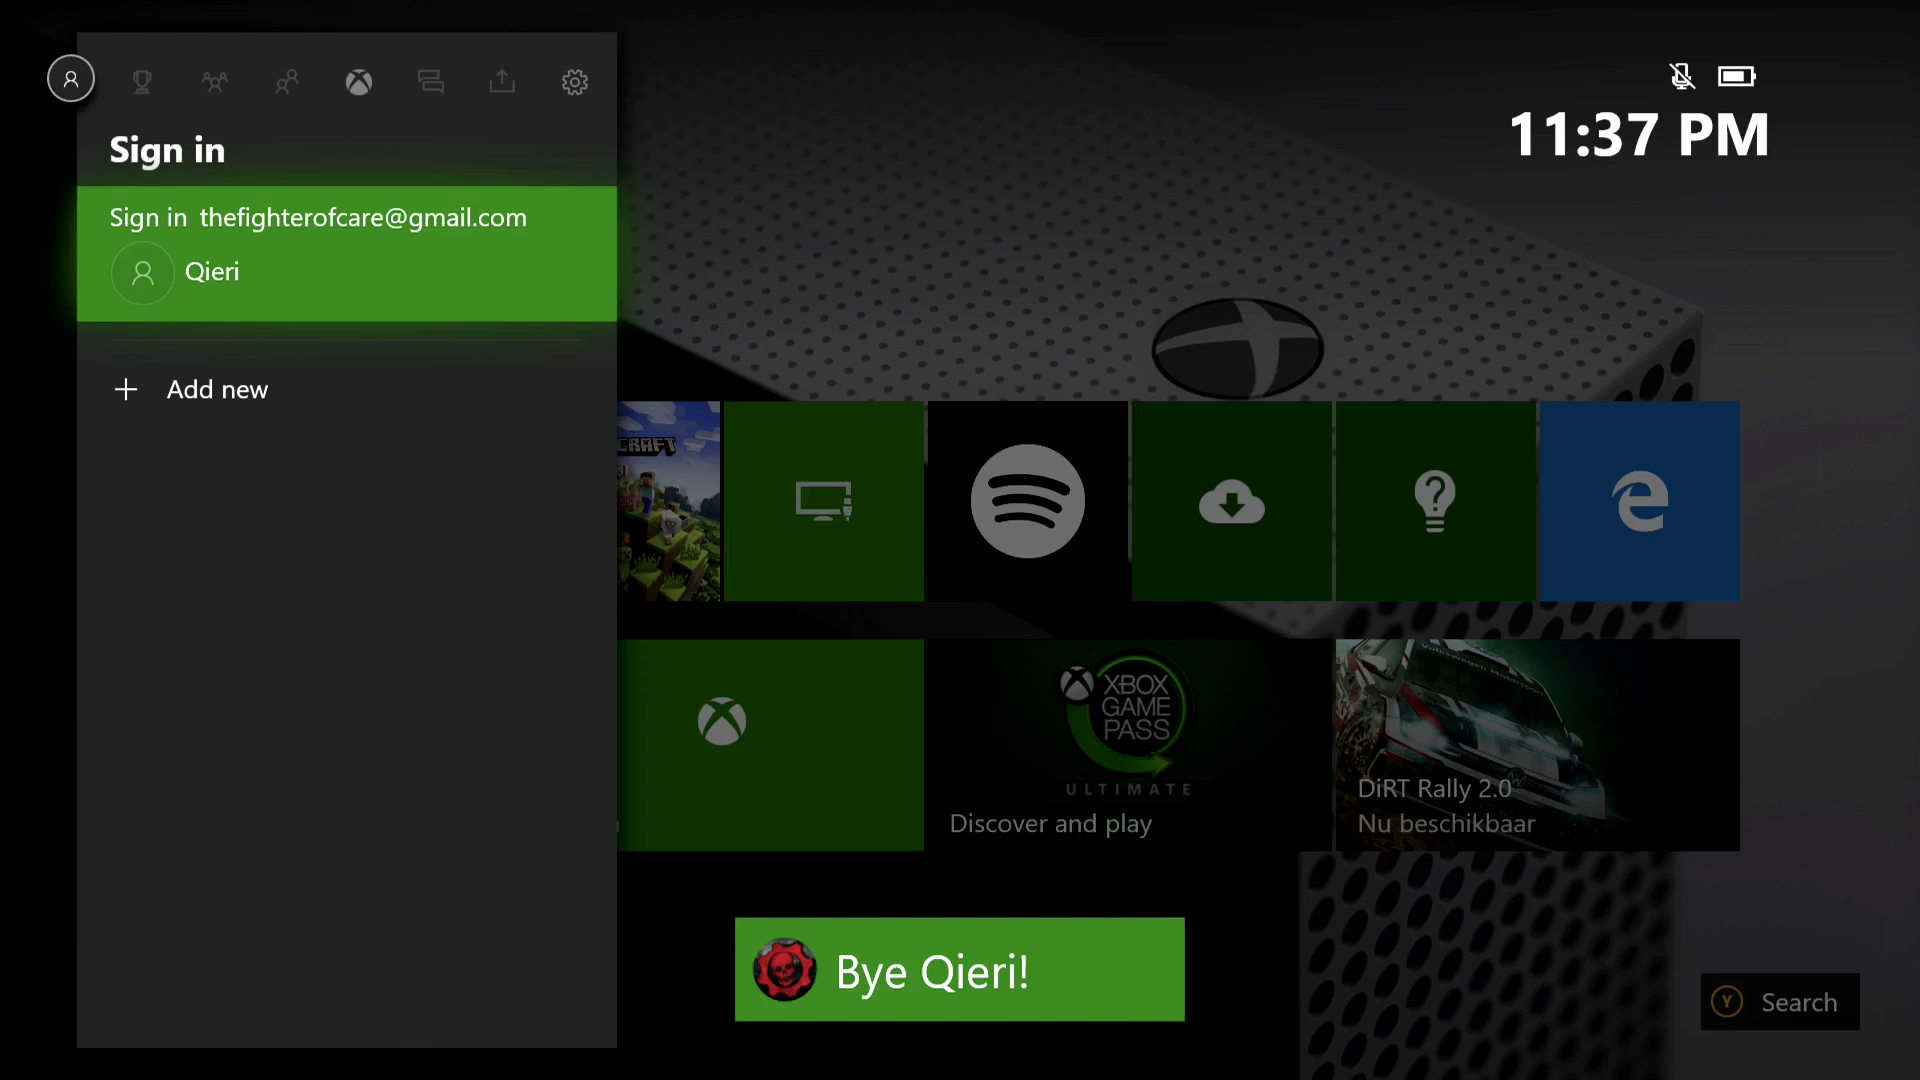 11:37 PM
Sign in
Sign in thefighterofcare@gmail.com
Qieri
Add new
CRAFT
XBOX
GAME
PASS
ULTIMATE
Discover and play
DiRT Rally 2.0
Nu beschikbaar
Bye Qieri!
Y Search